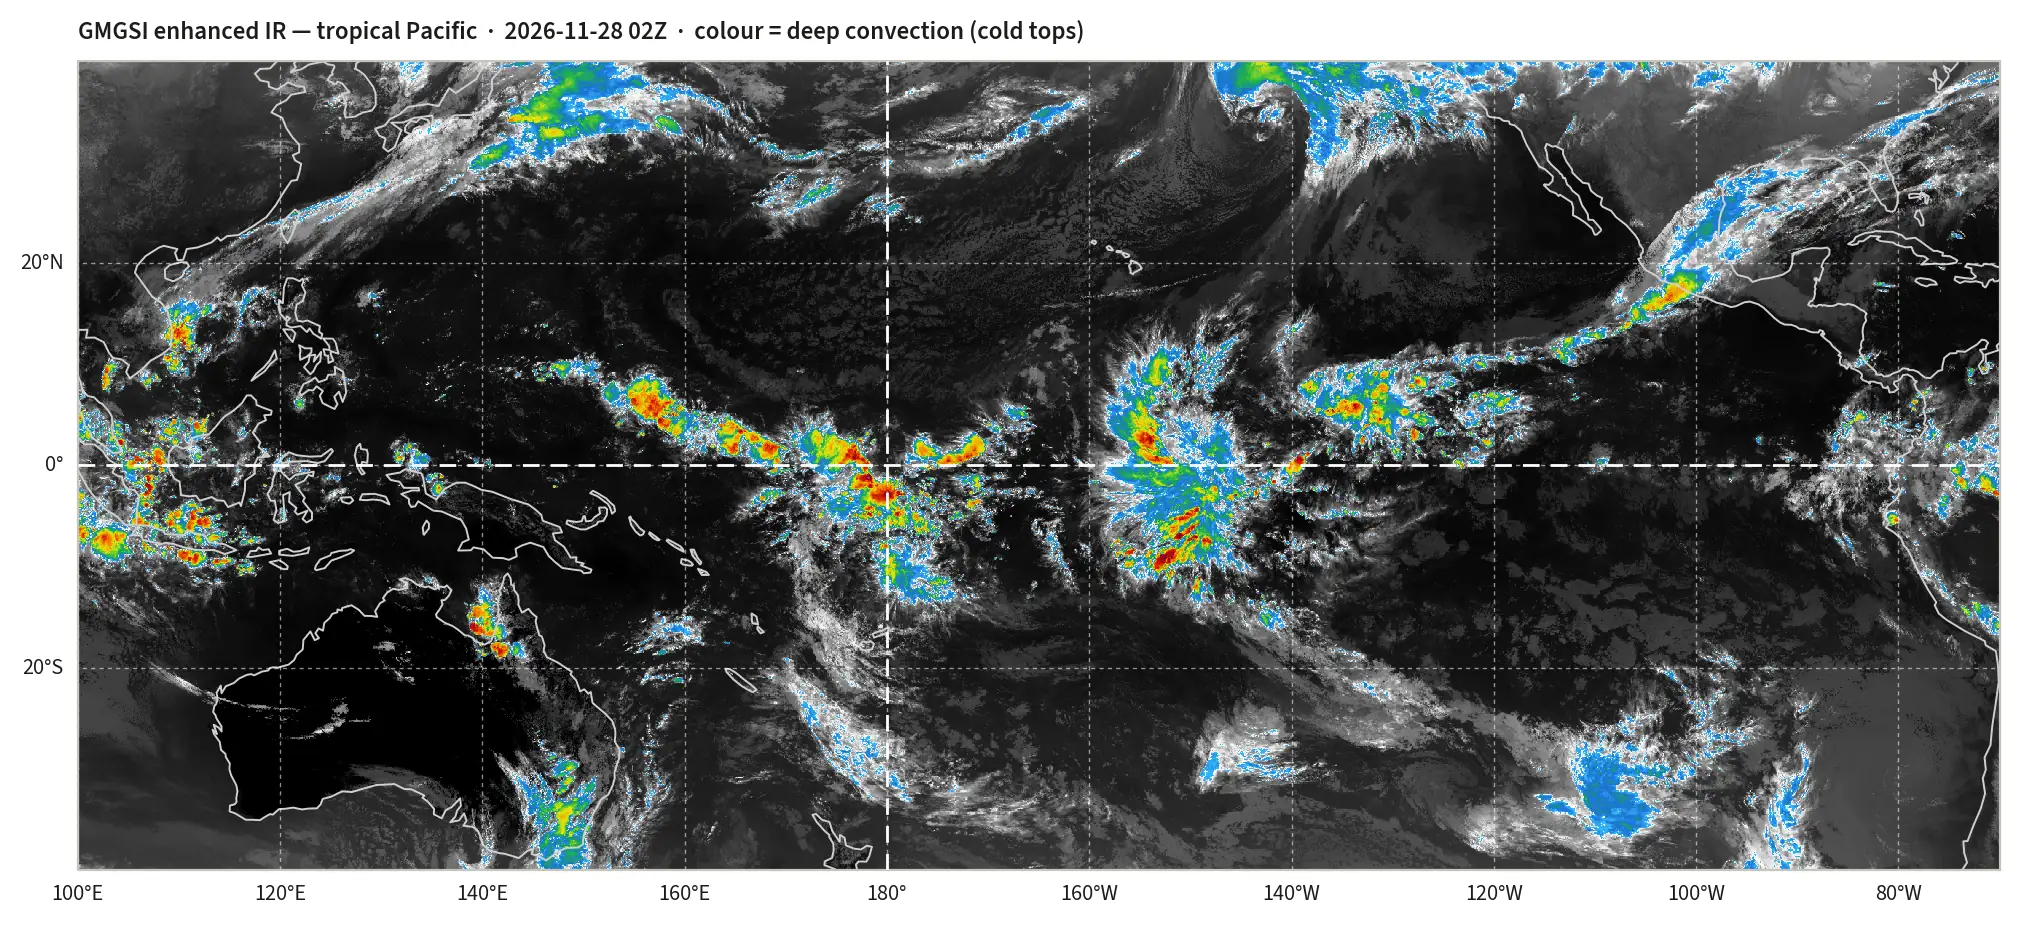 GMGSI enhanced IR — tropical Pacific · 2026-11-28 02Z · colour = deep convection (cold tops)
20°N
0°
20°S
100°E 120°E 140°E 160°E 180° 160°W 140°W 120°W 100°W 80°W